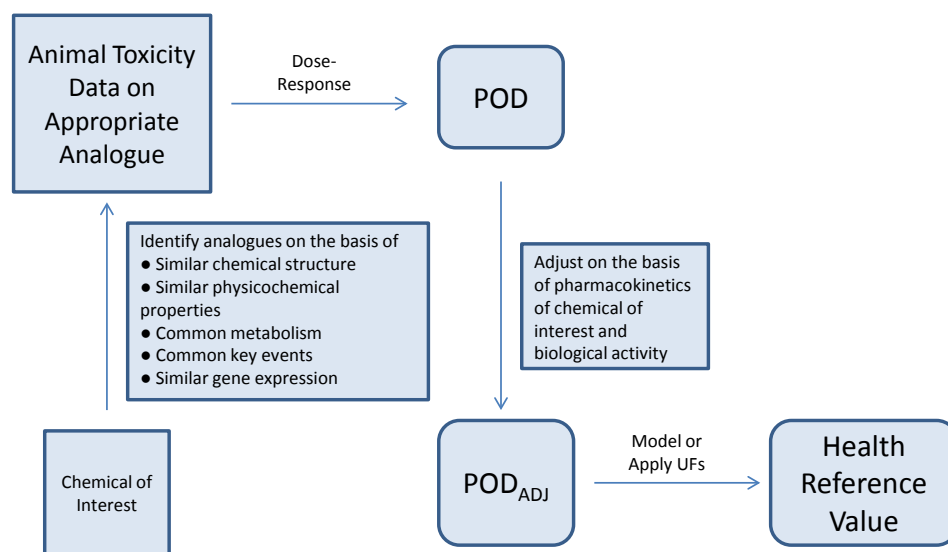 Animal Toxicity
Data on
Appropriate
Analogue
Dose-
Response
POD
Identify analogues on the basis of
● Similar chemical structure
● Similar physicochemical
properties
● Common metabolism
● Common key events
● Similar gene expression
Adjust on the basis
of pharmacokinetics
of chemical of
interest and
biological activity
Chemical of
Interest
POD_ADJ
Model or
Apply UFs
Health
Reference
Value